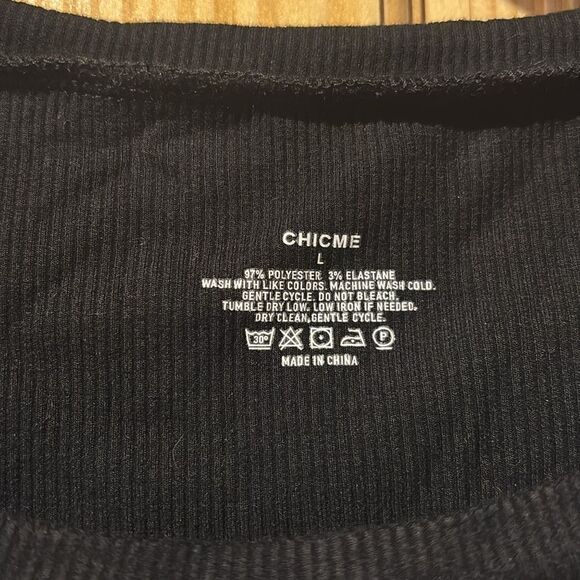 CHICME
L
97% POLYESTER 3% ELASTANE
WASH WITH LIKE COLORS. MACHINE WASH COLD.
GENTLE CYCLE. DO NOT BLEACH.
TUMBLE DRY LOW. LOW IRON IF NEEDED.
DRY CLEAN, GENTLE CYCLE.
30° P
MADE IN CHINA